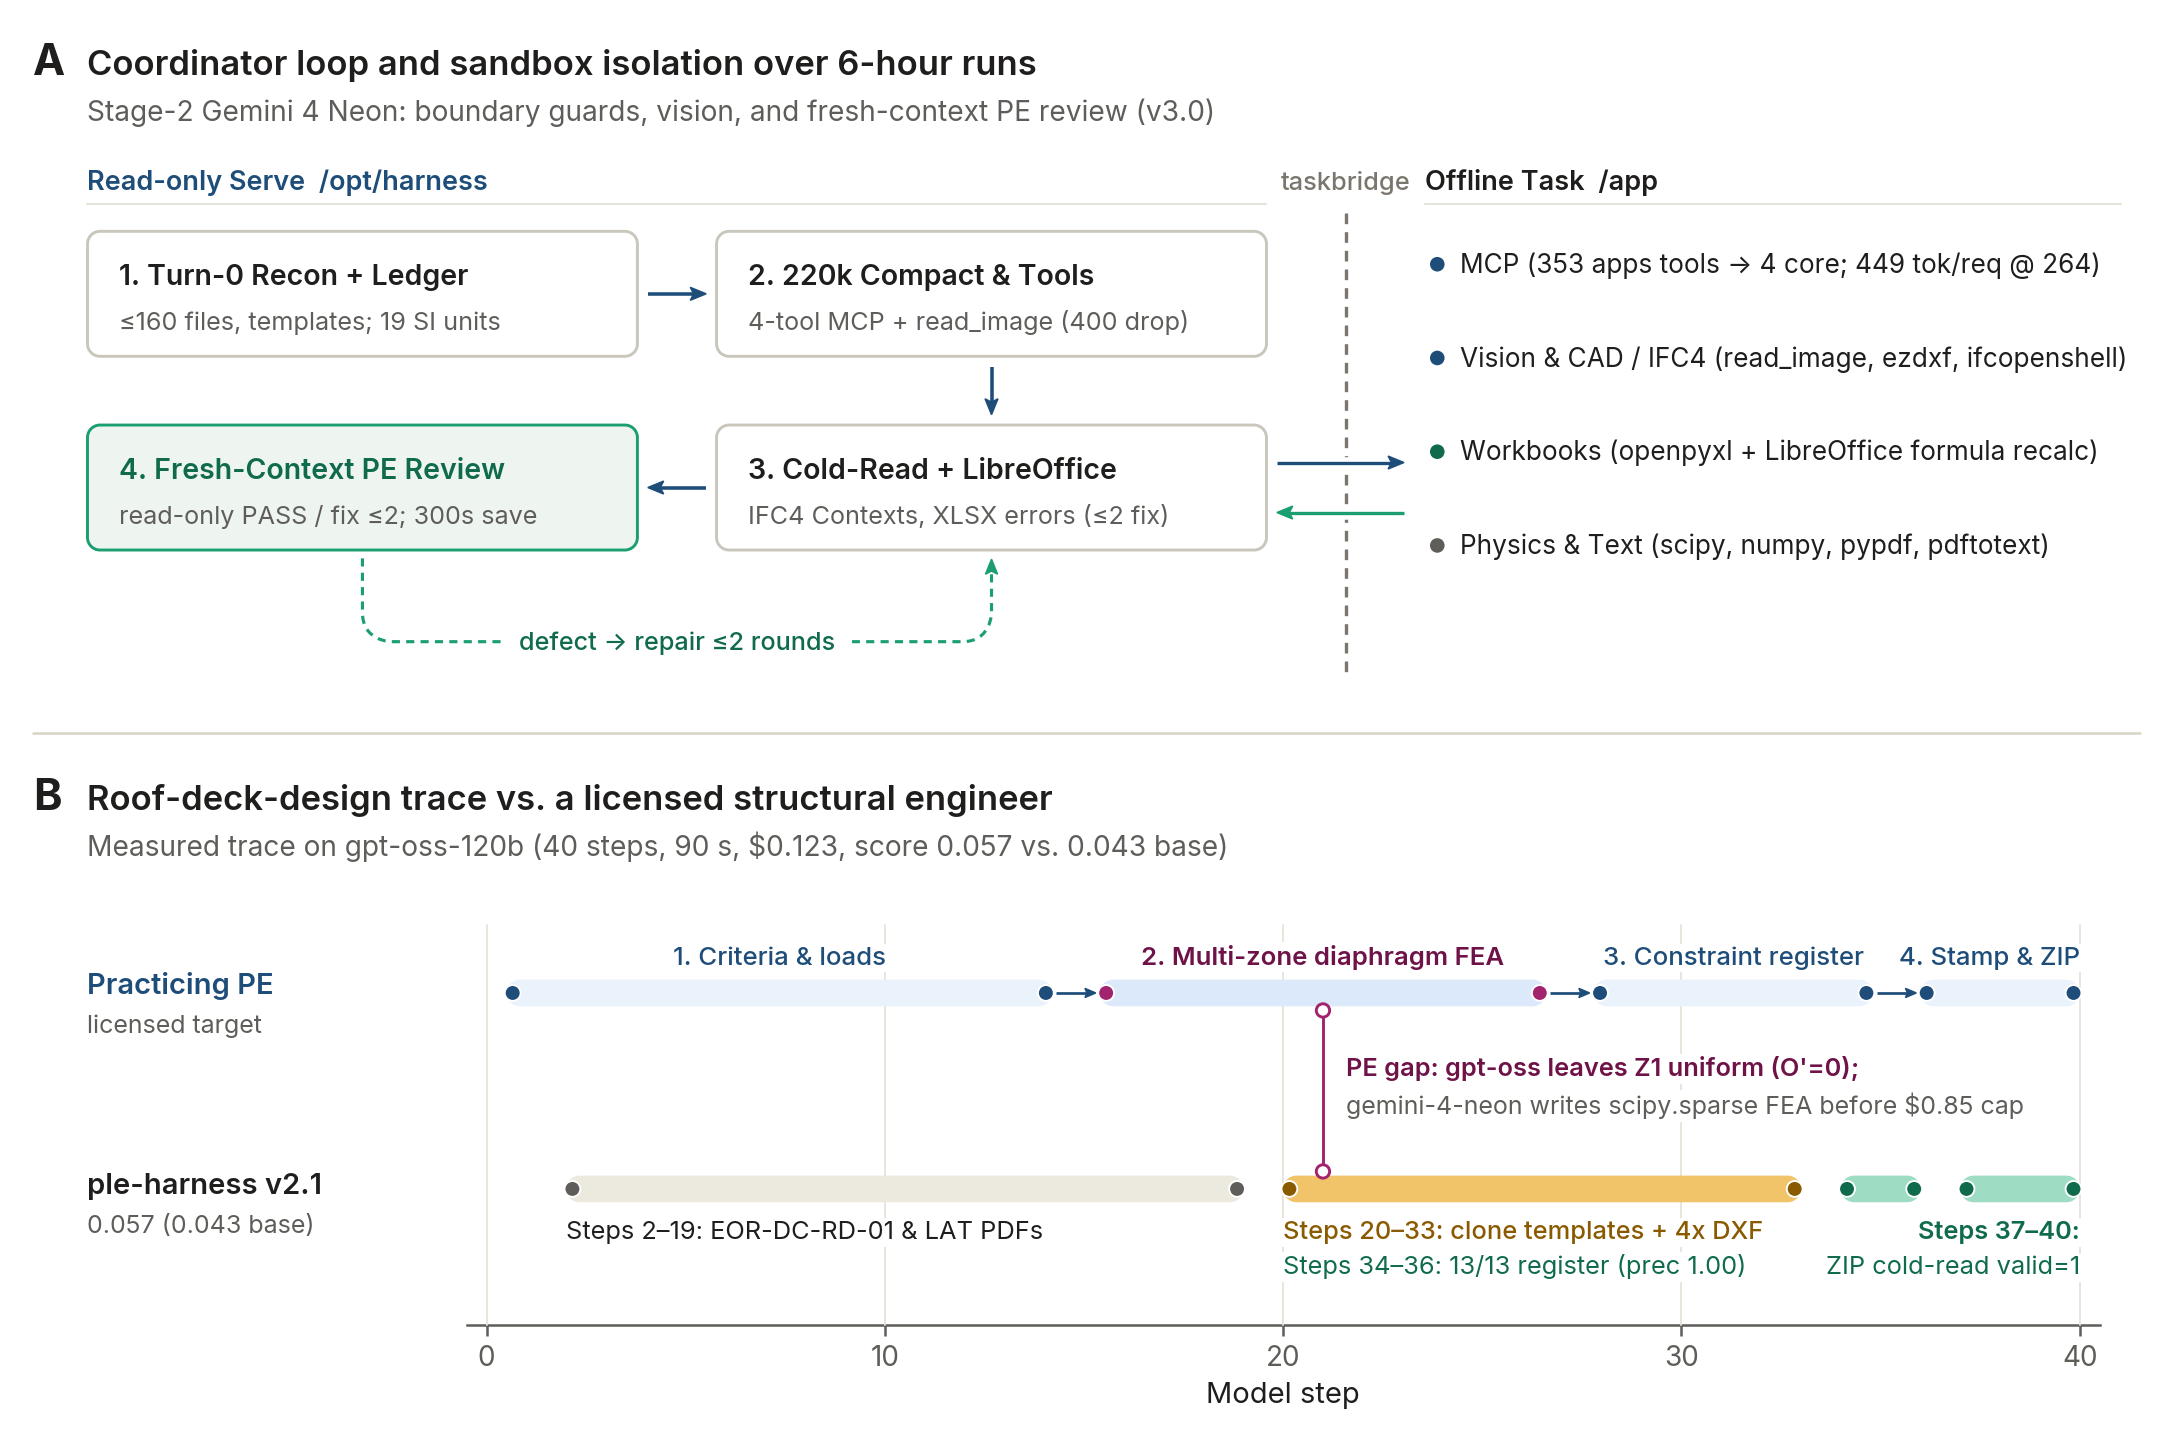 A Coordinator loop and sandbox isolation over 6-hour runs
Stage-2 Gemini 4 Neon: boundary guards, vision, and fresh-context PE review (v3.0)
Read-only Serve /opt/harness
taskbridge
Offline Task /app
1. Turn-0 Recon + Ledger
≤160 files, templates; 19 SI units
2. 220k Compact & Tools
4-tool MCP + read_image (400 drop)
4. Fresh-Context PE Review
read-only PASS / fix ≤2; 300s save
3. Cold-Read + LibreOffice
IFC4 Contexts, XLSX errors (≤2 fix)
defect → repair ≤2 rounds
MCP (353 apps tools → 4 core; 449 tok/req @ 264)
Vision & CAD / IFC4 (read_image, ezdxf, ifcopenshell)
Workbooks (openpyxl + LibreOffice formula recalc)
Physics & Text (scipy, numpy, pypdf, pdftotext)
B Roof-deck-design trace vs. a licensed structural engineer
Measured trace on gpt-oss-120b (40 steps, 90 s, $0.123, score 0.057 vs. 0.043 base)
Practicing PE
licensed target
1. Criteria & loads
2. Multi-zone diaphragm FEA
3. Constraint register
4. Stamp & ZIP
PE gap: gpt-oss leaves Z1 uniform (O'=0);
gemini-4-neon writes scipy.sparse FEA before $0.85 cap
ple-harness v2.1
0.057 (0.043 base)
Steps 2–19: EOR-DC-RD-01 & LAT PDFs
Steps 20–33: clone templates + 4x DXF
Steps 34–36: 13/13 register (prec 1.00)
Steps 37–40:
ZIP cold-read valid=1
0 10 20 30 40
Model step